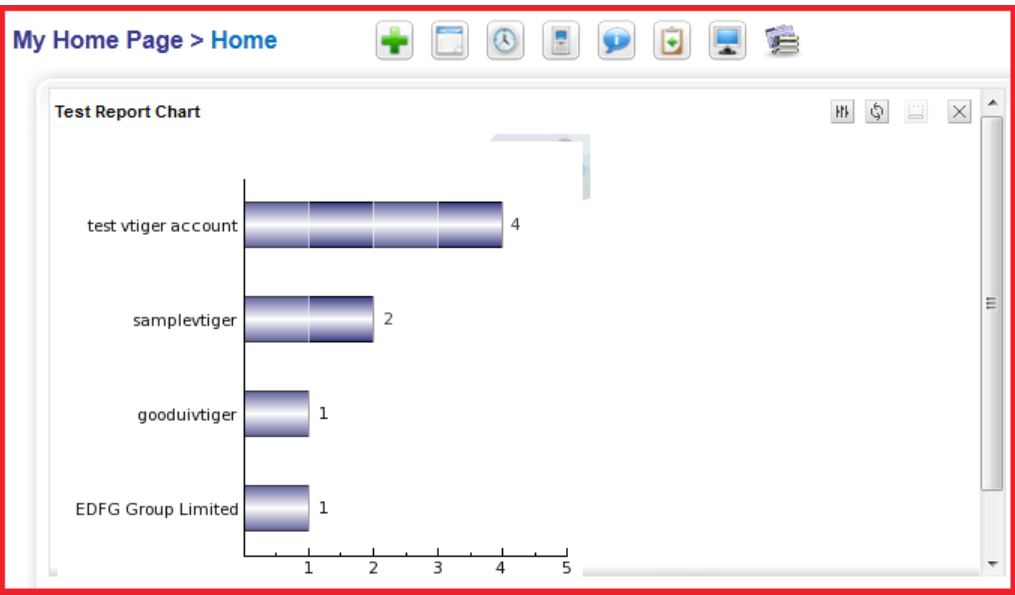 My Home Page > Home
Test Report Chart
test vtiger account 4
samplevtiger 2
gooduivtiger 1
EDFG Group Limited 1
1 2 3 4 5